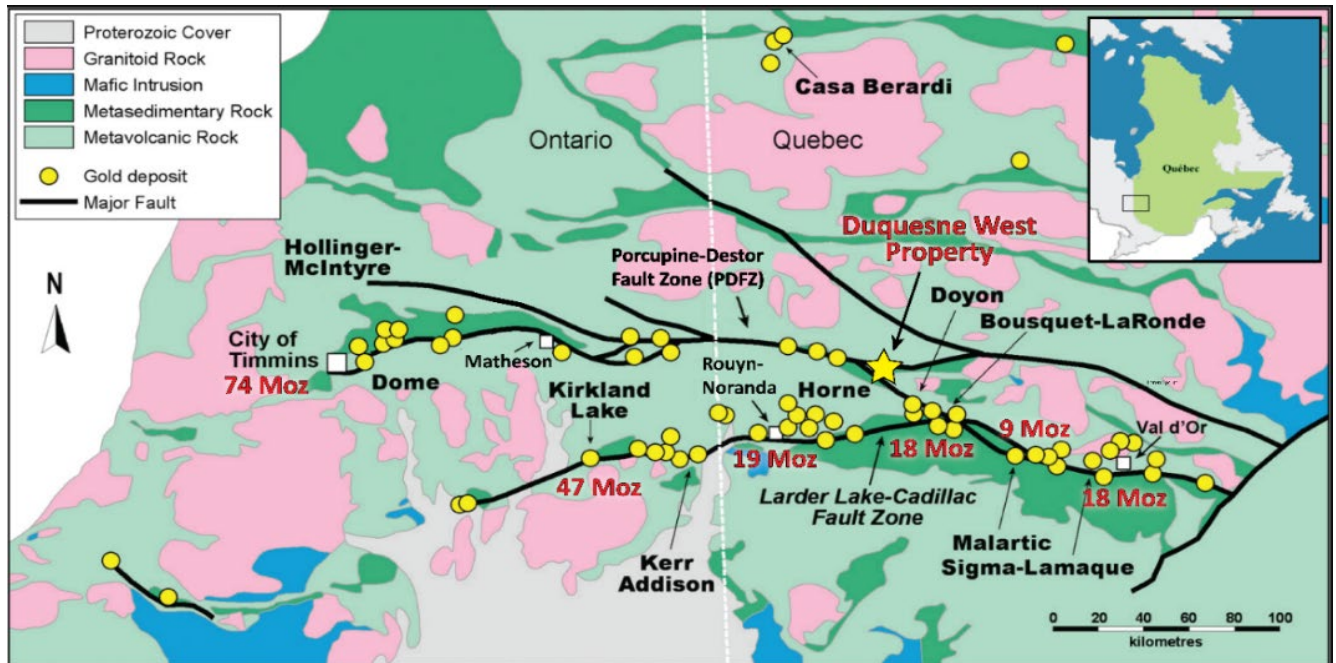 Proterozoic Cover
Granitoid Rock
Mafic Intrusion
Metasedimentary Rock
Metavolcanic Rock
Gold deposit
Major Fault
Casa Berardi
Ontario
Quebec
Québec
N
Hollinger-
McIntyre
Porcupine-Destor
Fault Zone (PDFZ)
Duquesne West
Property
Doyon
Bousquet-LaRonde
City of
Timmins
74 Moz
Dome
Matheson
Kirkland
Lake
47 Moz
Rouyn-
Noranda
Horne
19 Moz
18 Moz
9 Moz
Val d'Or
18 Moz
Larder Lake-Cadillac
Fault Zone
Kerr
Addison
Malartic
Sigma-Lamaque
0 20 40 60 80 100
kilometres